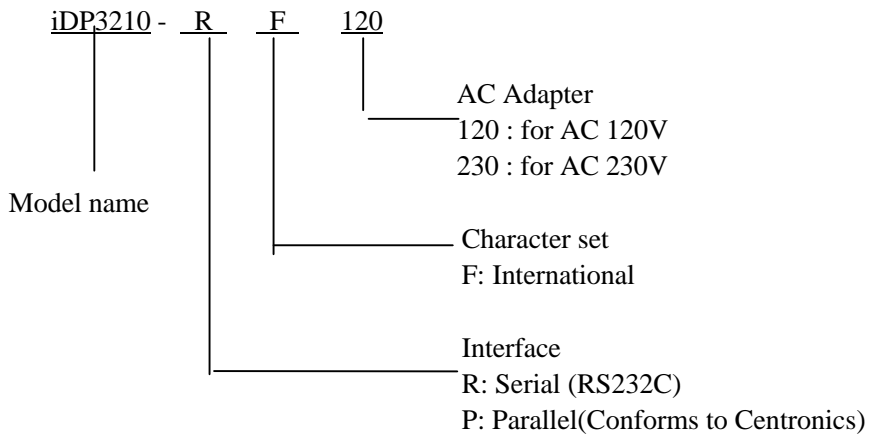 iDP3210 - R F 120
AC Adapter
120 : for AC 120V
230 : for AC 230V
Model name
Character set
F: International
Interface
R: Serial (RS232C)
P: Parallel(Conforms to Centronics)